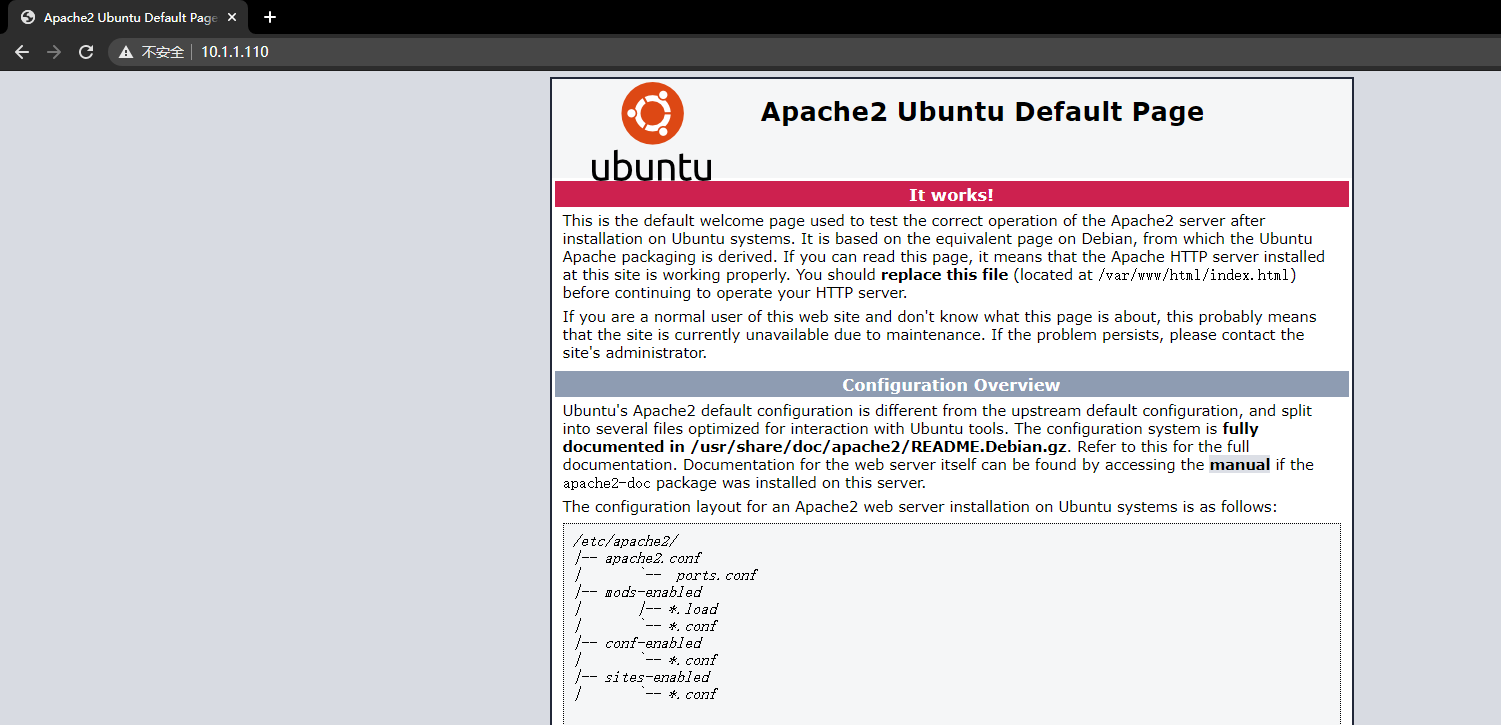 Apache2 Ubuntu Default Page
不安全 10.1.1.110
ubuntu
Apache2 Ubuntu Default Page
It works!
This is the default welcome page used to test the correct operation of the Apache2 server after
installation on Ubuntu systems. It is based on the equivalent page on Debian, from which the Ubuntu
Apache packaging is derived. If you can read this page, it means that the Apache HTTP server installed
at this site is working properly. You should replace this file (located at /var/www/html/index.html)
before continuing to operate your HTTP server.
If you are a normal user of this web site and don't know what this page is about, this probably means
that the site is currently unavailable due to maintenance. If the problem persists, please contact the
site's administrator.
Configuration Overview
Ubuntu's Apache2 default configuration is different from the upstream default configuration, and split
into several files optimized for interaction with Ubuntu tools. The configuration system is fully
documented in /usr/share/doc/apache2/README.Debian.gz. Refer to this for the full
documentation. Documentation for the web server itself can be found by accessing the manual if the
apache2-doc package was installed on this server.
The configuration layout for an Apache2 web server installation on Ubuntu systems is as follows:
/etc/apache2/
|-- apache2.conf
|       `--  ports.conf
|-- mods-enabled
|       |-- *.load
|       `-- *.conf
|-- conf-enabled
|       `-- *.conf
|-- sites-enabled
|       `-- *.conf